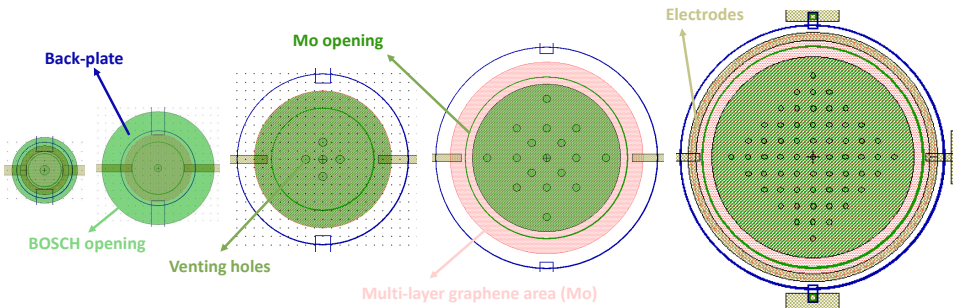 Electrodes
Mo opening
Back-plate
BOSCH opening
Venting holes
Multi-layer graphene area (Mo)